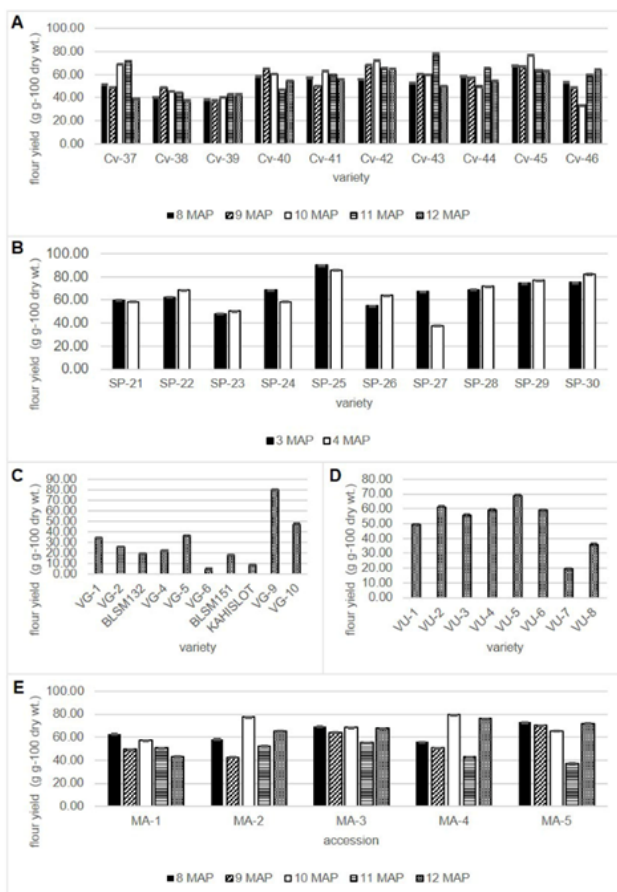 A
flour yield (g g-100 dry wt.)
100.00
80.00
60.00
40.00
20.00
0.00
Cv-37 Cv-38 Cv-39 Cv-40 Cv-41 Cv-42 Cv-43 Cv-44 Cv-45 Cv-46
variety
8 MAP 9 MAP 10 MAP 11 MAP 12 MAP
B
flour yield (g g-100 dry wt.)
100.00
80.00
60.00
40.00
20.00
0.00
SP-21 SP-22 SP-23 SP-24 SP-25 SP-26 SP-27 SP-28 SP-29 SP-30
variety
3 MAP 4 MAP
C
flour yield (g g-100 dry wt.)
90.00
80.00
70.00
60.00
50.00
40.00
30.00
20.00
10.00
0.00
VG-1 VG-2 BLSM132 VG-4 VG-5 VG-6 BLSM151 KAHISLOT VG-9 VG-10
variety
D
flour yield (g g-100 dry wt.)
80.00
70.00
60.00
50.00
40.00
30.00
20.00
10.00
0.00
VU-1 VU-2 VU-3 VU-4 VU-5 VU-6 VU-7 VU-8
variety
E
flour yield (g g-100 dry wt.)
100.00
80.00
60.00
40.00
20.00
0.00
MA-1 MA-2 MA-3 MA-4 MA-5
accession
8 MAP 9 MAP 10 MAP 11 MAP 12 MAP